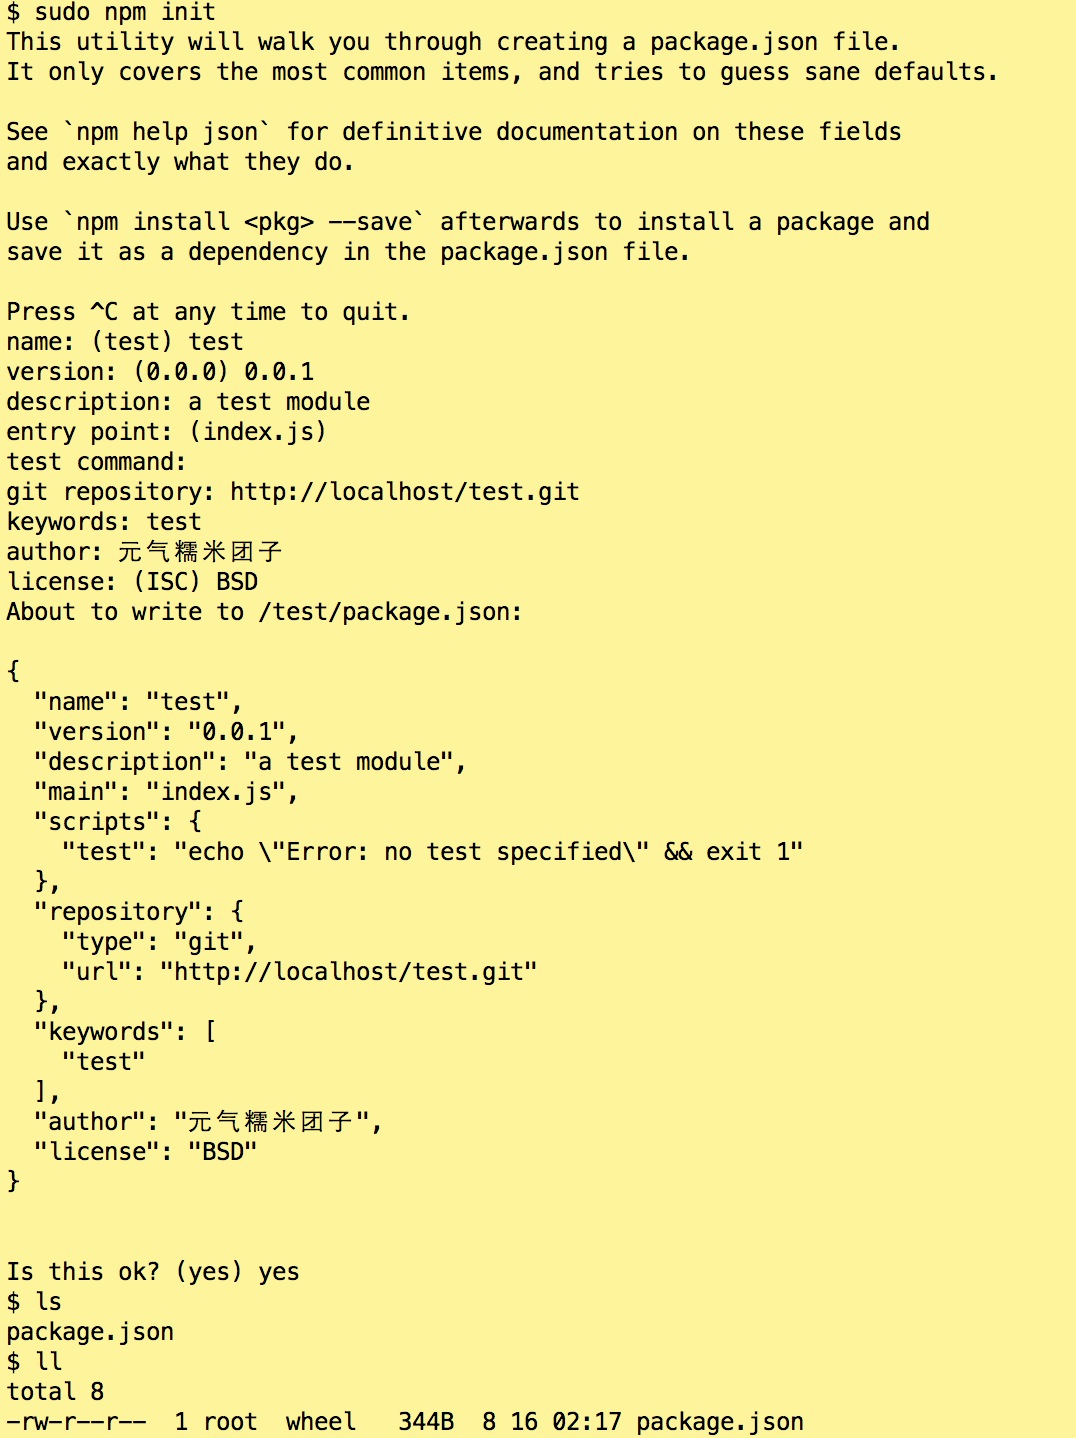 $ sudo npm init
This utility will walk you through creating a package.json file.
It only covers the most common items, and tries to guess sane defaults.

See `npm help json` for definitive documentation on these fields
and exactly what they do.

Use `npm install <pkg> --save` afterwards to install a package and
save it as a dependency in the package.json file.

Press ^C at any time to quit.
name: (test) test
version: (0.0.0) 0.0.1
description: a test module
entry point: (index.js)
test command:
git repository: http://localhost/test.git
keywords: test
author: 元气糯米团子
license: (ISC) BSD
About to write to /test/package.json:

{
  "name": "test",
  "version": "0.0.1",
  "description": "a test module",
  "main": "index.js",
  "scripts": {
    "test": "echo \"Error: no test specified\" && exit 1"
  },
  "repository": {
    "type": "git",
    "url": "http://localhost/test.git"
  },
  "keywords": [
    "test"
  ],
  "author": "元气糯米团子",
  "license": "BSD"
}


Is this ok? (yes) yes
$ ls
package.json
$ ll
total 8
-rw-r--r--  1 root  wheel   344B  8 16 02:17 package.json